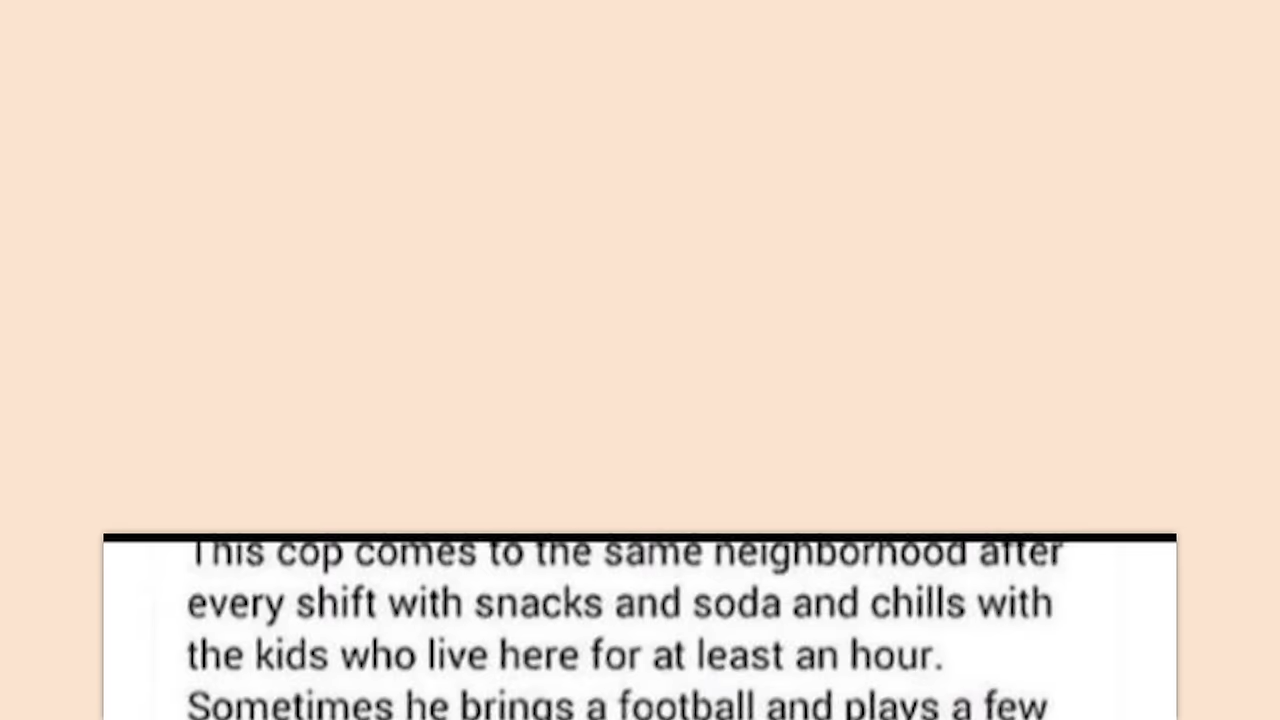 This cop comes to the same neighborhood after
every shift with snacks and soda and chills with
the kids who live here for at least an hour.
Sometimes he brings a football and plays a few